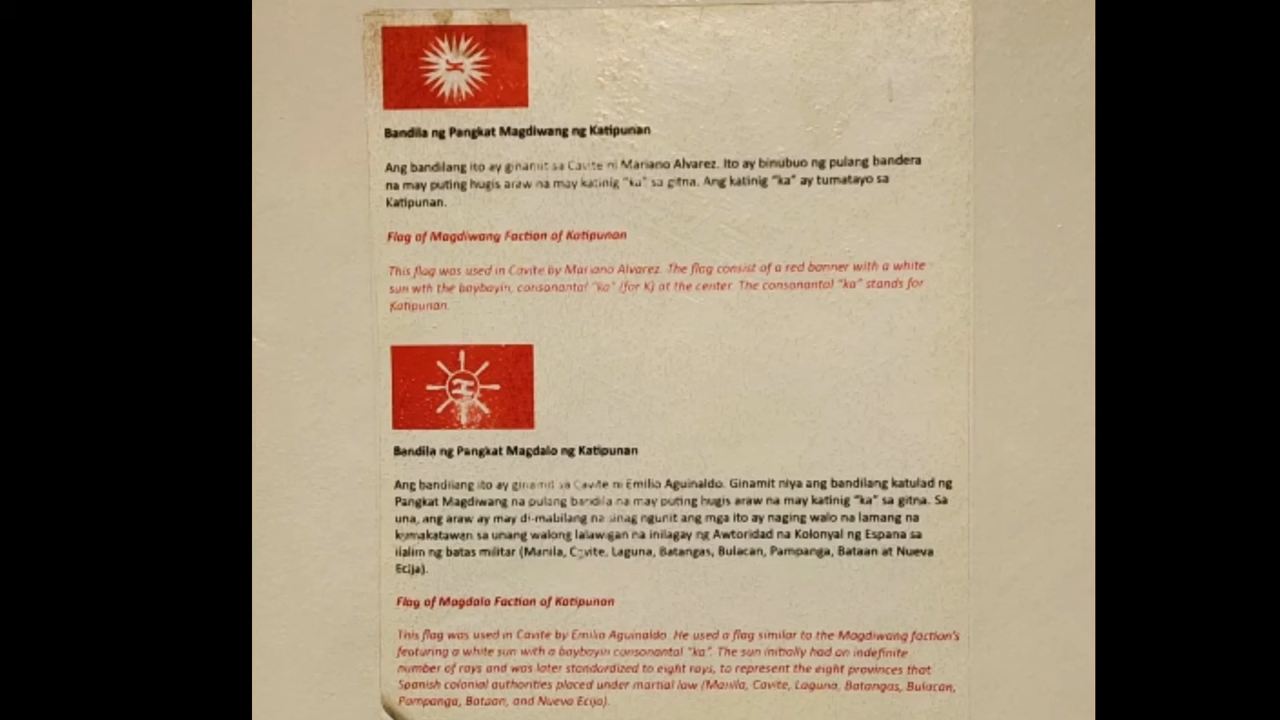 Bandila ng Pangkat Magdiwang ng Katipunan
Ang bandilang ito ay ginamit sa Cavite ni Mariano Alvarez. Ito ay binubuo ng pulang bandera
na may puting hugis araw na may katinig "ka" sa gitna. Ang katinig "ka" ay tumatayo sa
Katipunan.
Flag of Magdiwang Faction of Katipunan
This flag was used in Cavite by Mariano Alvarez. The flag consist of a red banner with a white
sun wth the baybayin, consonantal "ka" (for K) at the center. The consonantal "ka" stands for
Katipunan.
Bandila ng Pangkat Magdalo ng Katipunan
Ang bandilang ito ay ginamit sa Cavite ni Emilio Aguinaldo. Ginamit niya ang bandilang katulad ng
Pangkat Magdiwang na pulang bandila na may puting hugis araw na may katinig "ka" sa gitna. Sa
una, ang araw ay may di-mabilang na sinag ngunit ang mga ito ay naging walo na lamang na
kumakatawan sa unang walong lalawigan na inilagay ng Awtoridad na Kolonyal ng Espana sa
ilalim ng batas militar (Manila, Cavite, Laguna, Batangas, Bulacan, Pampanga, Bataan at Nueva
Ecija).
Flag of Magdalo Faction of Katipunan
This flag was used in Cavite by Emilio Aguinaldo. He used a flag similar to the Magdiwang faction's
featuring a white sun with a baybayin consonantal "ka". The sun initially had an indefinite
number of rays and was later standardized to eight rays, to represent the eight provinces that
Spanish colonial authorities placed under martial law (Manila, Cavite, Laguna, Batangas, Bulacan,
Pampanga, Bataan, and Nueva Ecija).